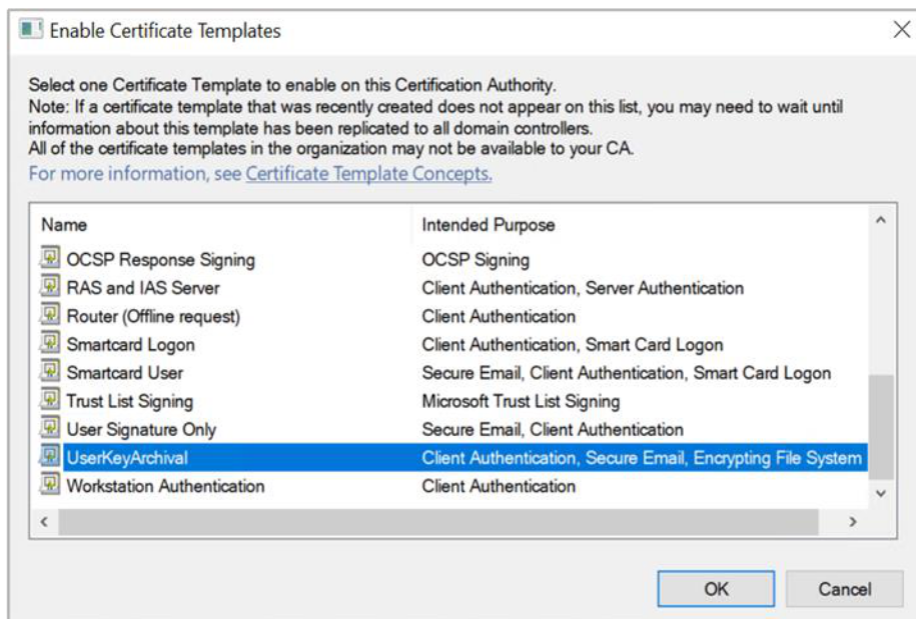 Enable Certificate Templates
Select one Certificate Template to enable on this Certification Authority.
Note: If a certificate template that was recently created does not appear on this list, you may need to wait until
information about this template has been replicated to all domain controllers.
All of the certificate templates in the organization may not be available to your CA.
For more information, see Certificate Template Concepts.
Name Intended Purpose
OCSP Response Signing OCSP Signing
RAS and IAS Server Client Authentication, Server Authentication
Router (Offline request) Client Authentication
Smartcard Logon Client Authentication, Smart Card Logon
Smartcard User Secure Email, Client Authentication, Smart Card Logon
Trust List Signing Microsoft Trust List Signing
User Signature Only Secure Email, Client Authentication
UserKeyArchival Client Authentication, Secure Email, Encrypting File System
Workstation Authentication Client Authentication
OK Cancel